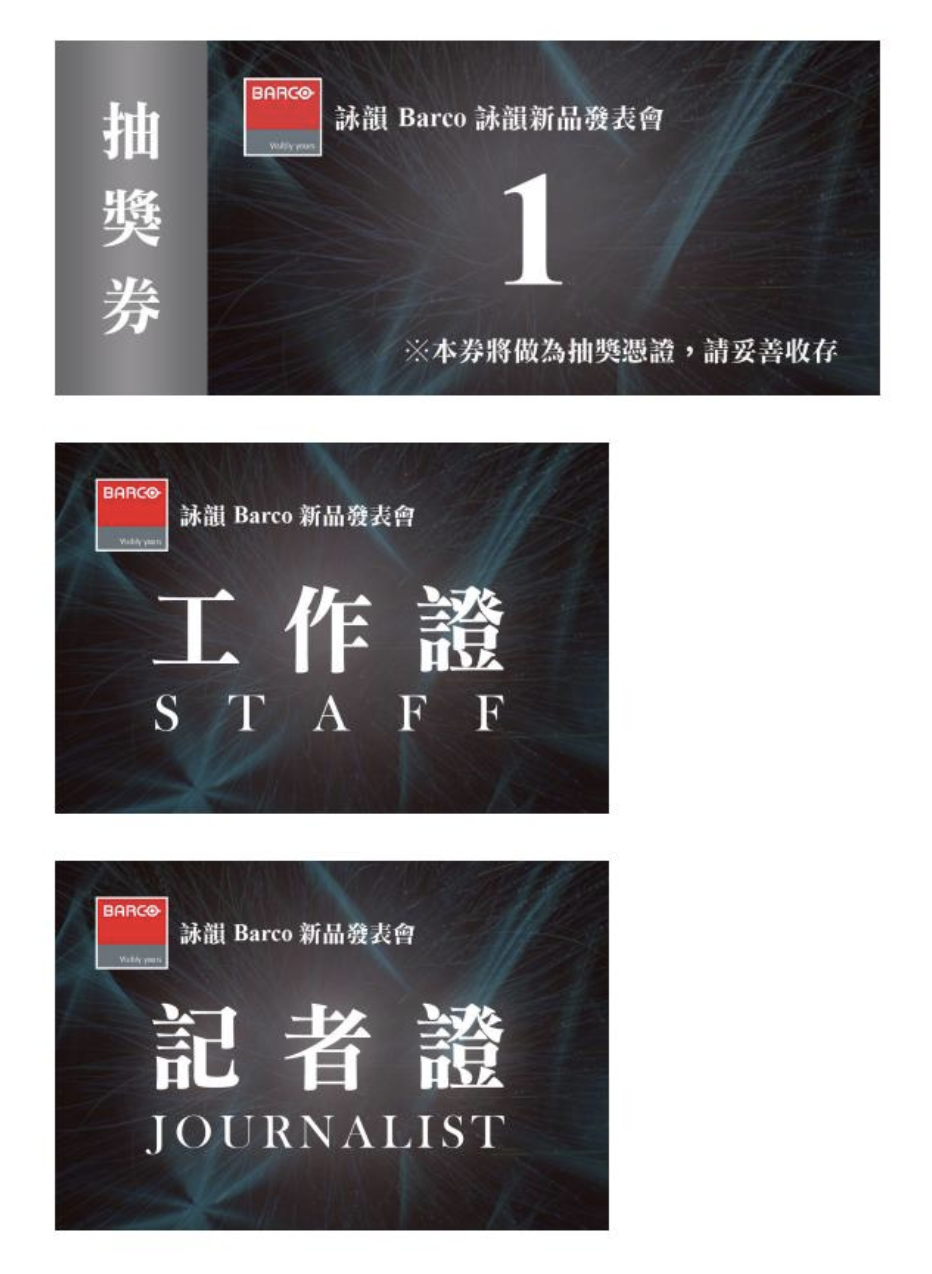 抽獎券
BARCO
Visibly yours
詠韻 Barco 詠韻新品發表會
1
※本券將做為抽獎憑證，請妥善收存
BARCO
Visibly yours
詠韻 Barco 新品發表會
工作證
STAFF
BARCO
Visibly yours
詠韻 Barco 新品發表會
記者證
JOURNALIST